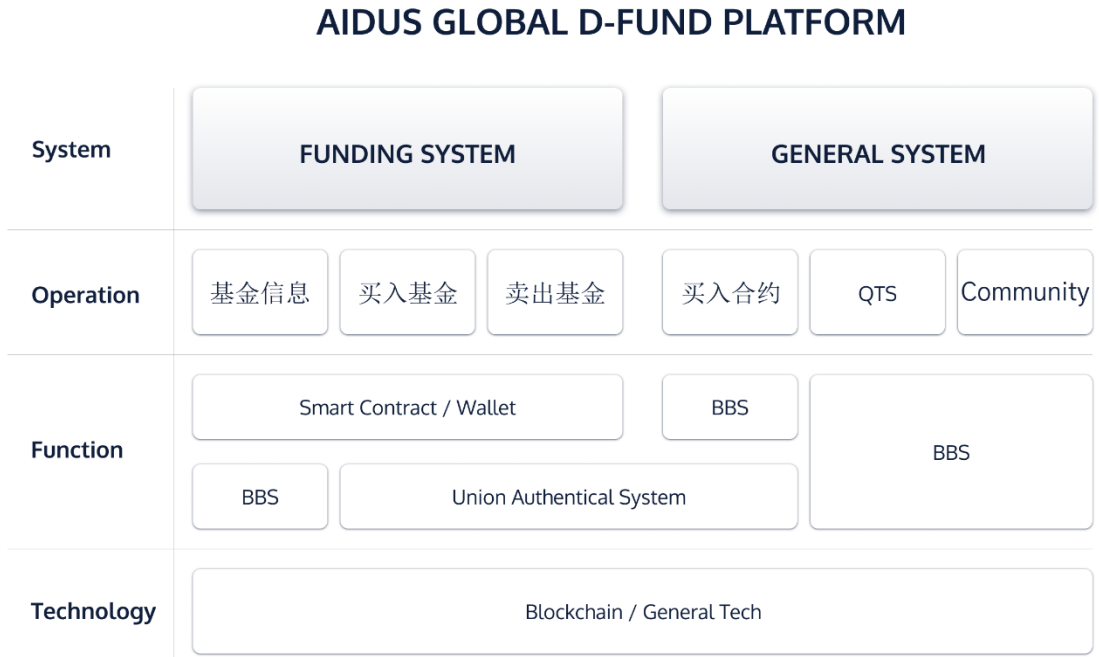 AIDUS GLOBAL D-FUND PLATFORM
System
FUNDING SYSTEM
GENERAL SYSTEM
Operation
基金信息
买入基金
卖出基金
买入合约
QTS
Community
Function
Smart Contract / Wallet
BBS
BBS
BBS
Union Authentical System
Technology
Blockchain / General Tech